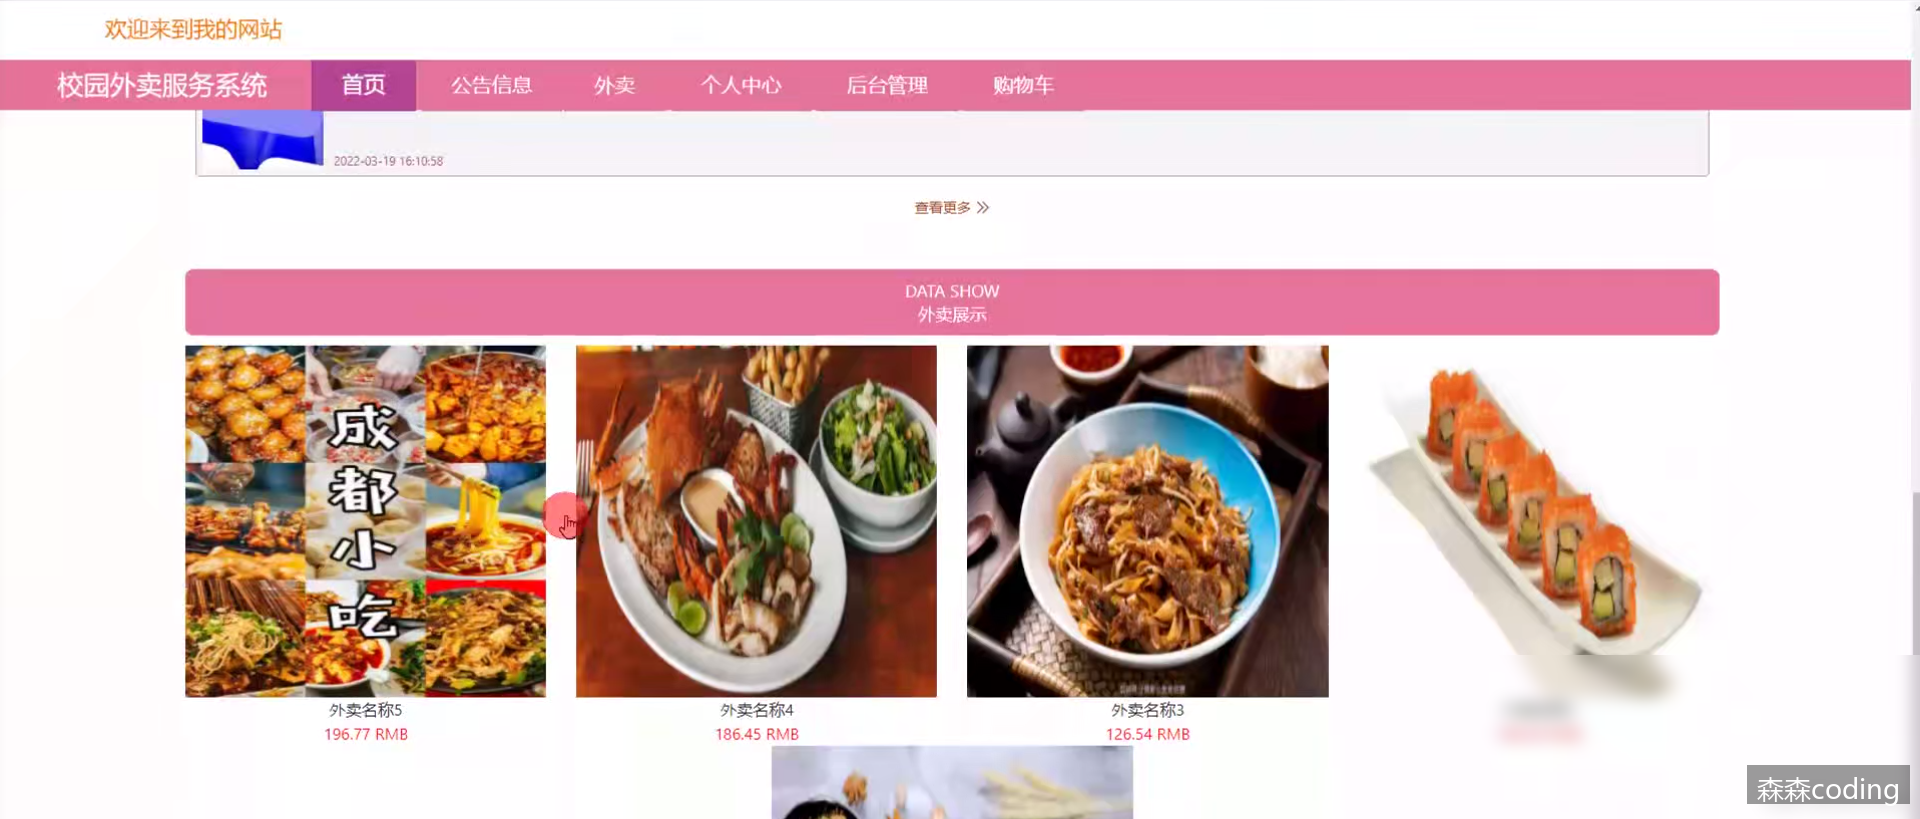 欢迎来到我的网站
校园外卖服务系统 首页 公告信息 外卖 个人中心 后台管理 购物车
2022-03-19 16:10:58
查看更多 >>
DATA SHOW
外卖展示
成
都
小
吃
外卖名称5 外卖名称4 外卖名称3
196.77 RMB 186.45 RMB 126.54 RMB
森森coding